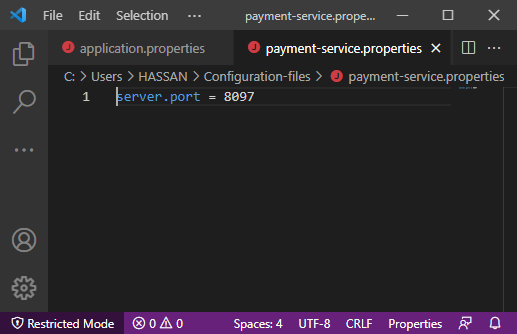 File Edit Selection ··· payment-service.prope...
application.properties payment-service.properties ···
C: > Users > HASSAN > Configuration-files > payment-service.properties
1 server.port = 8097
Restricted Mode 0 0 Spaces: 4 UTF-8 CRLF Properties